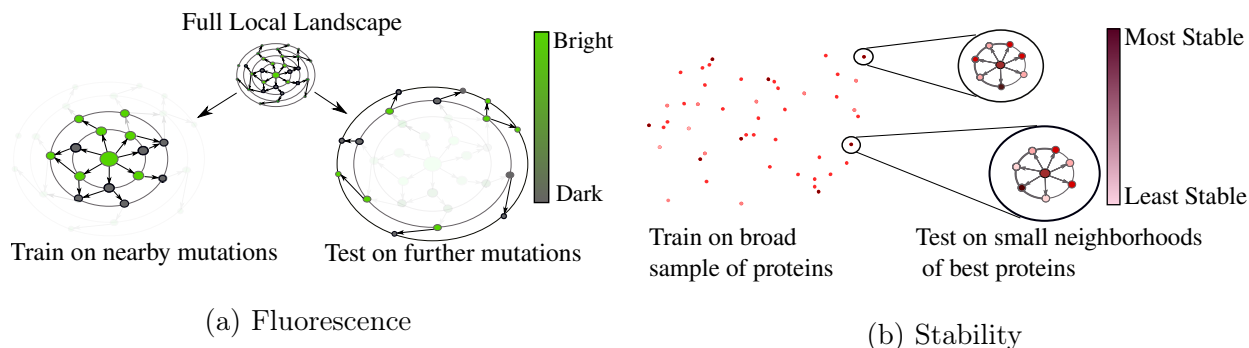 Full Local Landscape
Bright
Dark
Train on nearby mutations
Test on further mutations
(a) Fluorescence
Most Stable
Least Stable
Train on broad
sample of proteins
Test on small neighborhoods
of best proteins
(b) Stability